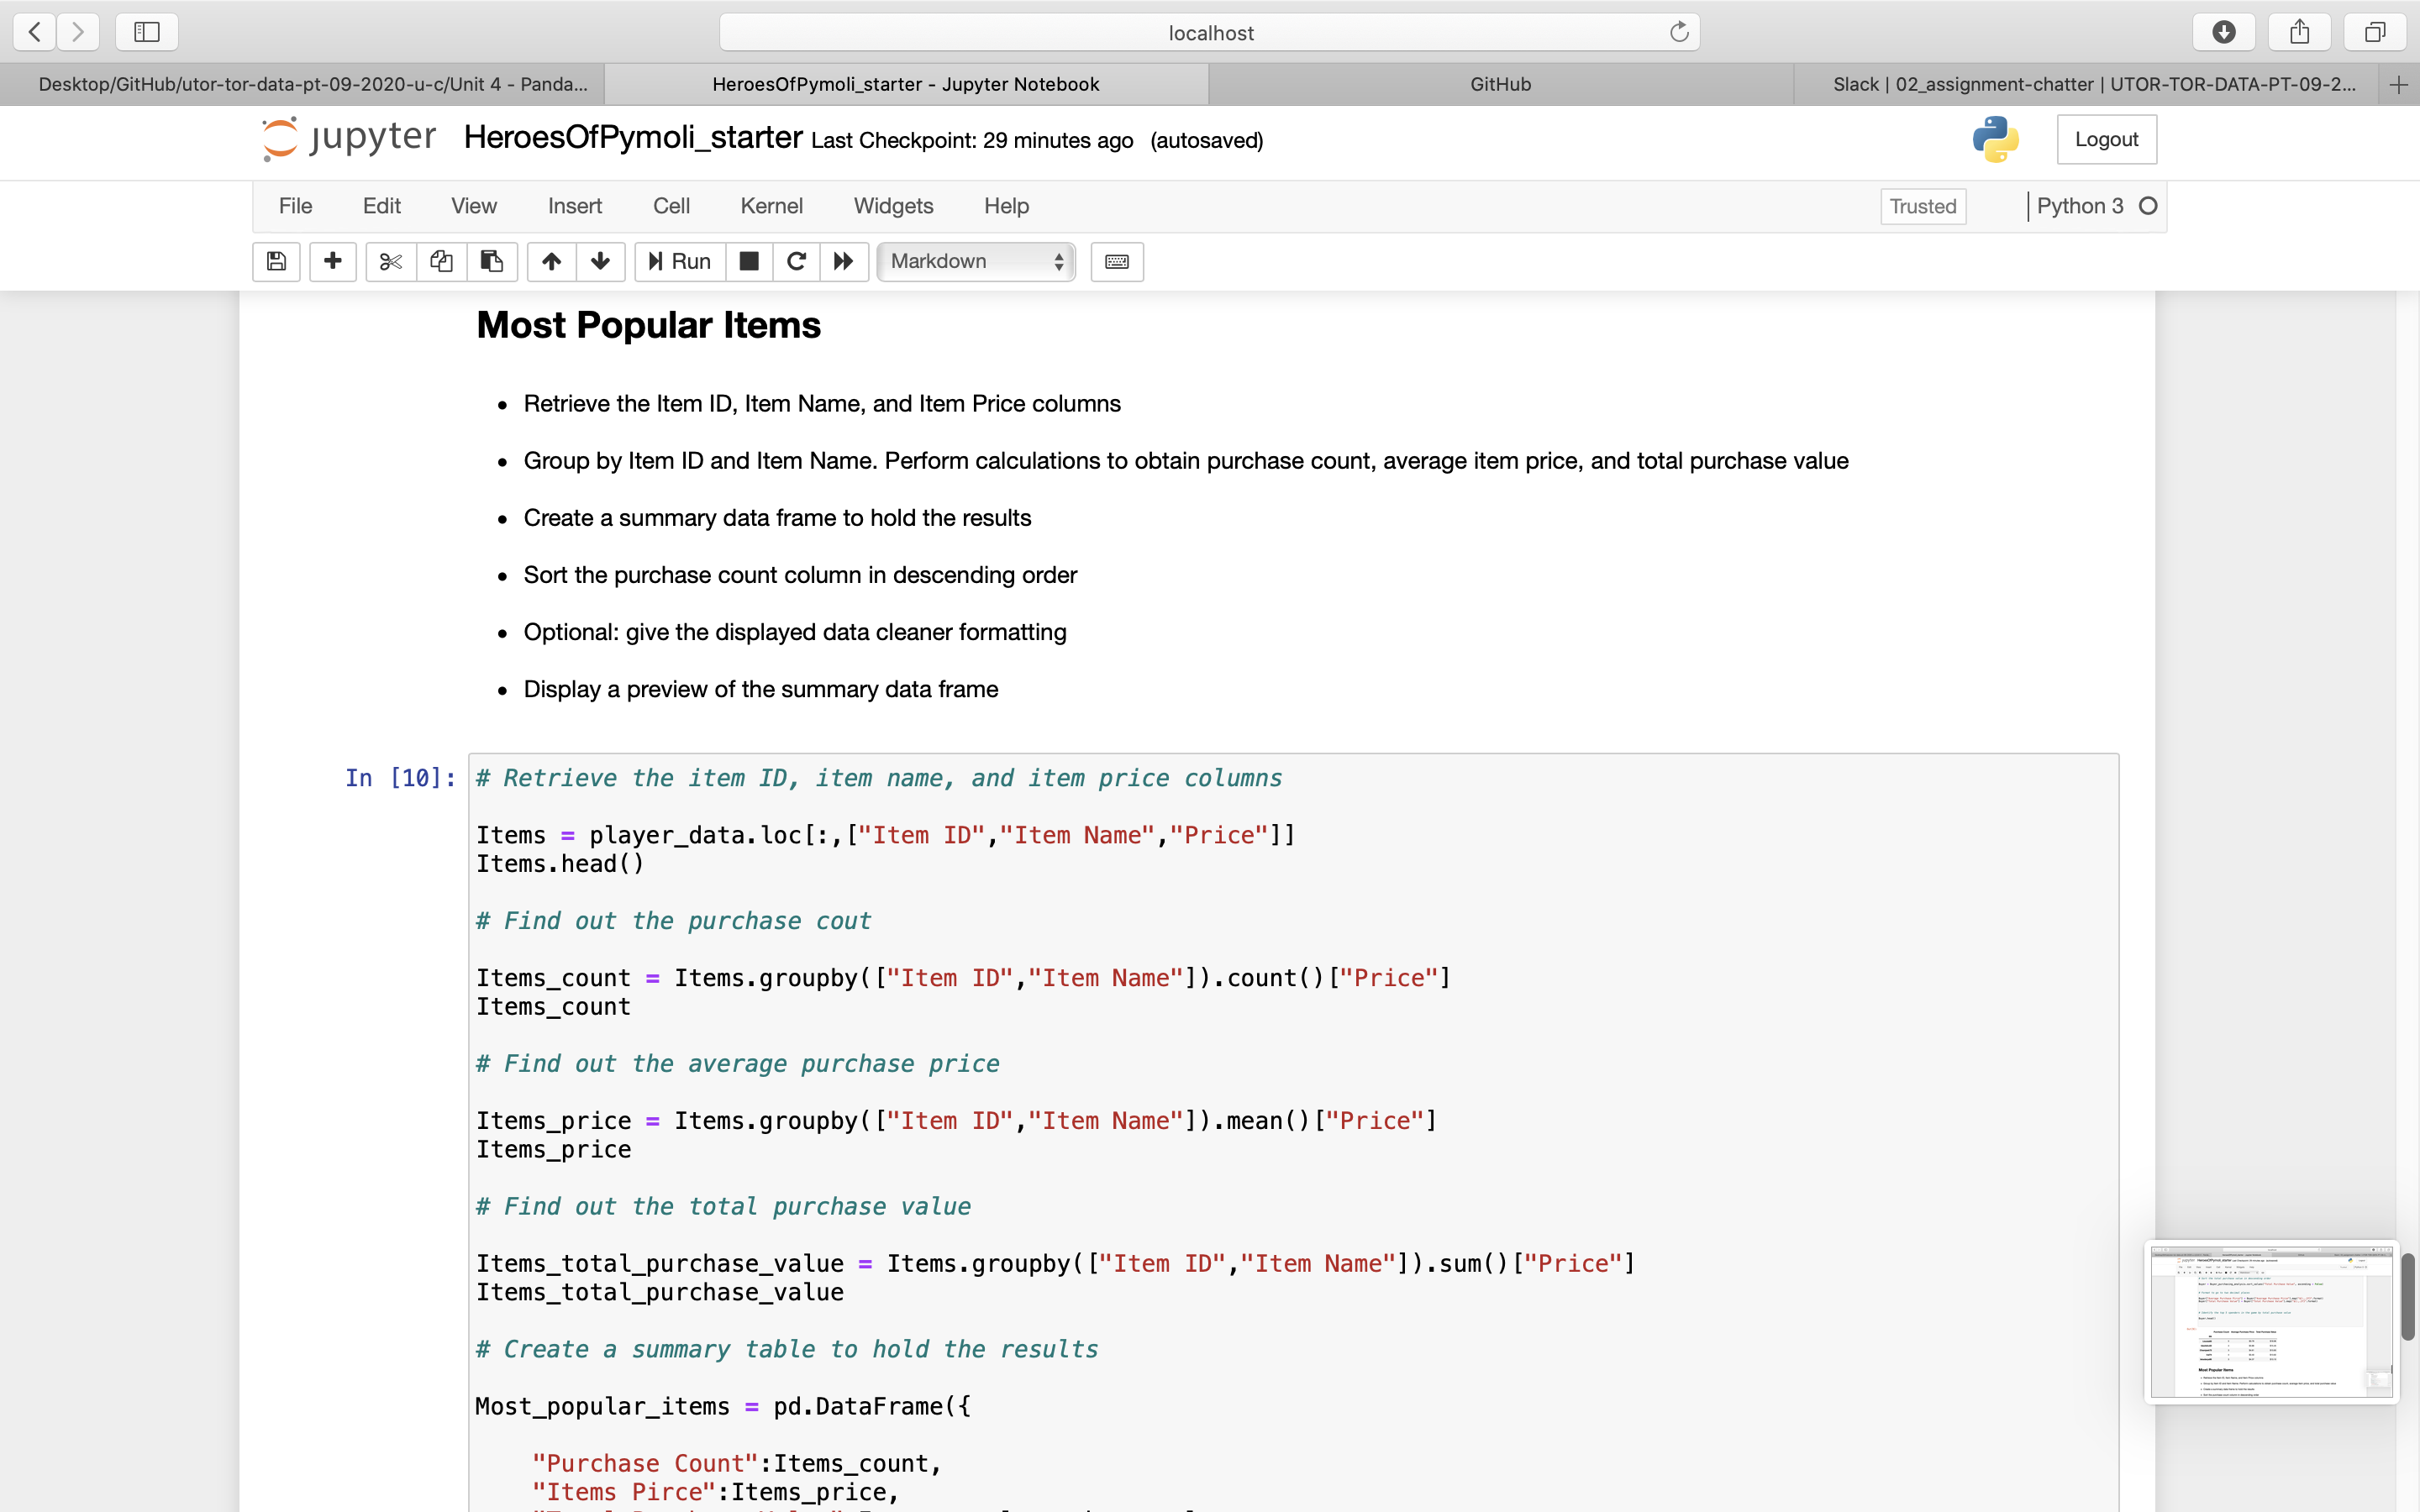 localhost
Desktop/GitHub/utor-tor-data-pt-09-2020-u-c/Unit 4 - Panda...
HeroesOfPymoli_starter - Jupyter Notebook
GitHub
Slack | 02_assignment-chatter | UTOR-TOR-DATA-PT-09-2...
jupyter HeroesOfPymoli_starter Last Checkpoint: 29 minutes ago (autosaved)
Logout
File Edit View Insert Cell Kernel Widgets Help
Trusted
Python 3
Run
Markdown
Most Popular Items
Retrieve the Item ID, Item Name, and Item Price columns
Group by Item ID and Item Name. Perform calculations to obtain purchase count, average item price, and total purchase value
Create a summary data frame to hold the results
Sort the purchase count column in descending order
Optional: give the displayed data cleaner formatting
Display a preview of the summary data frame
In [10]:
# Retrieve the item ID, item name, and item price columns
Items = player_data.loc[:,["Item ID","Item Name","Price"]]
Items.head()
# Find out the purchase cout
Items_count = Items.groupby(["Item ID","Item Name"]).count()["Price"]
Items_count
# Find out the average purchase price
Items_price = Items.groupby(["Item ID","Item Name"]).mean()["Price"]
Items_price
# Find out the total purchase value
Items_total_purchase_value = Items.groupby(["Item ID","Item Name"]).sum()["Price"]
Items_total_purchase_value
# Create a summary table to hold the results
Most_popular_items = pd.DataFrame({
"Purchase Count":Items_count,
"Items Pirce":Items_price,
Most Popular Items